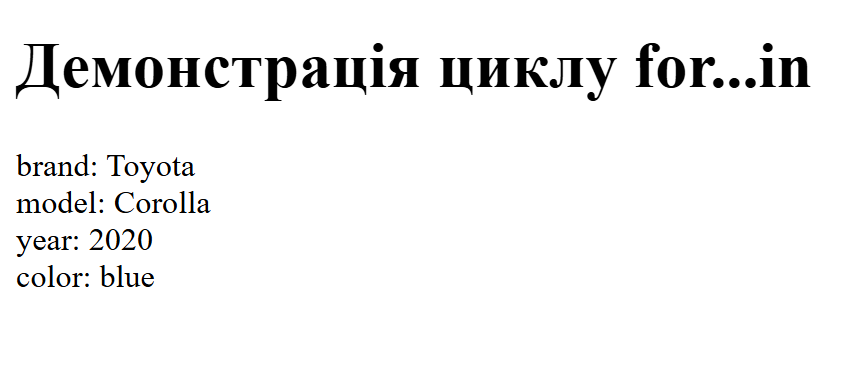 Демонстрація циклу for...in
brand: Toyota
model: Corolla
year: 2020
color: blue